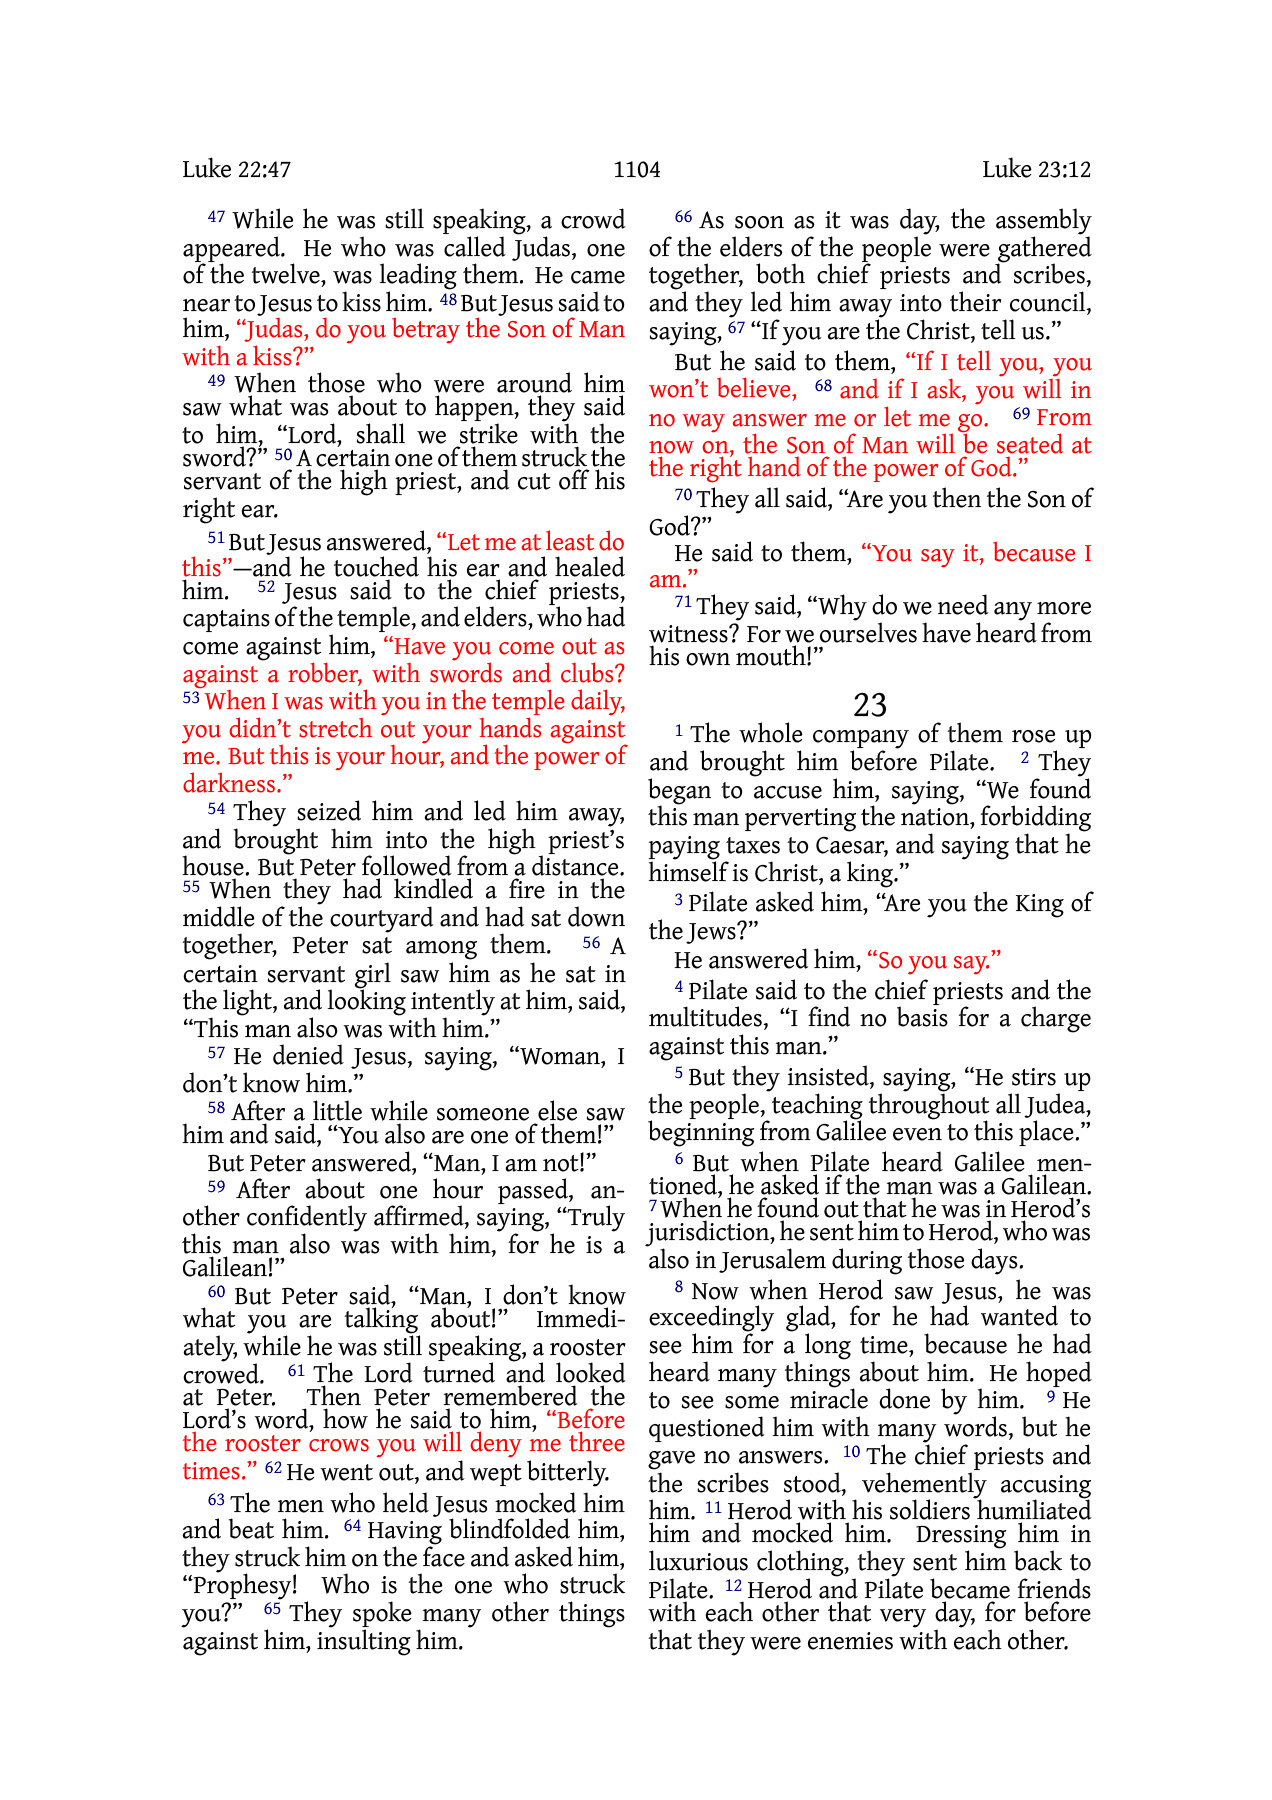 Luke 22:47 1104 Luke 23:12
47 While he was still speaking, a crowd
appeared. He who was called Judas, one
of the twelve, was leading them. He came
near to Jesus to kiss him. 48 But Jesus said to
him, “Judas, do you betray the Son of Man
with a kiss?”
49 When those who were around him
saw what was about to happen, they said
to him, “Lord, shall we strike with the
sword?” 50 A certain one of them struck the
servant of the high priest, and cut off his
right ear.
51 But Jesus answered, “Let me at least do
this”—and he touched his ear and healed
him. 52 Jesus said to the chief priests,
captains of the temple, and elders, who had
come against him, “Have you come out as
against a robber, with swords and clubs?
53 When I was with you in the temple daily,
you didn’t stretch out your hands against
me. But this is your hour, and the power of
darkness.”
54 They seized him and led him away,
and brought him into the high priest’s
house. But Peter followed from a distance.
55 When they had kindled a fire in the
middle of the courtyard and had sat down
together, Peter sat among them. 56 A
certain servant girl saw him as he sat in
the light, and looking intently at him, said,
“This man also was with him.”
57 He denied Jesus, saying, “Woman, I
don’t know him.”
58 After a little while someone else saw
him and said, “You also are one of them!”
But Peter answered, “Man, I am not!”
59 After about one hour passed, an-
other confidently affirmed, saying, “Truly
this man also was with him, for he is a
Galilean!”
60 But Peter said, “Man, I don’t know
what you are talking about!” Immedi-
ately, while he was still speaking, a rooster
crowed. 61 The Lord turned and looked
at Peter. Then Peter remembered the
Lord’s word, how he said to him, “Before
the rooster crows you will deny me three
times.” 62 He went out, and wept bitterly.
63 The men who held Jesus mocked him
and beat him. 64 Having blindfolded him,
they struck him on the face and asked him,
“Prophesy! Who is the one who struck
you?” 65 They spoke many other things
against him, insulting him.
66 As soon as it was day, the assembly
of the elders of the people were gathered
together, both chief priests and scribes,
and they led him away into their council,
saying, 67 “If you are the Christ, tell us.”
But he said to them, “If I tell you, you
won’t believe, 68 and if I ask, you will in
no way answer me or let me go. 69 From
now on, the Son of Man will be seated at
the right hand of the power of God.”
70 They all said, “Are you then the Son of
God?”
He said to them, “You say it, because I
am.”
71 They said, “Why do we need any more
witness? For we ourselves have heard from
his own mouth!”
23
1 The whole company of them rose up
and brought him before Pilate. 2 They
began to accuse him, saying, “We found
this man perverting the nation, forbidding
paying taxes to Caesar, and saying that he
himself is Christ, a king.”
3 Pilate asked him, “Are you the King of
the Jews?”
He answered him, “So you say.”
4 Pilate said to the chief priests and the
multitudes, “I find no basis for a charge
against this man.”
5 But they insisted, saying, “He stirs up
the people, teaching throughout all Judea,
beginning from Galilee even to this place.”
6 But when Pilate heard Galilee men-
tioned, he asked if the man was a Galilean.
7 When he found out that he was in Herod’s
jurisdiction, he sent him to Herod, who was
also in Jerusalem during those days.
8 Now when Herod saw Jesus, he was
exceedingly glad, for he had wanted to
see him for a long time, because he had
heard many things about him. He hoped
to see some miracle done by him. 9 He
questioned him with many words, but he
gave no answers. 10 The chief priests and
the scribes stood, vehemently accusing
him. 11 Herod with his soldiers humiliated
him and mocked him. Dressing him in
luxurious clothing, they sent him back to
Pilate. 12 Herod and Pilate became friends
with each other that very day, for before
that they were enemies with each other.